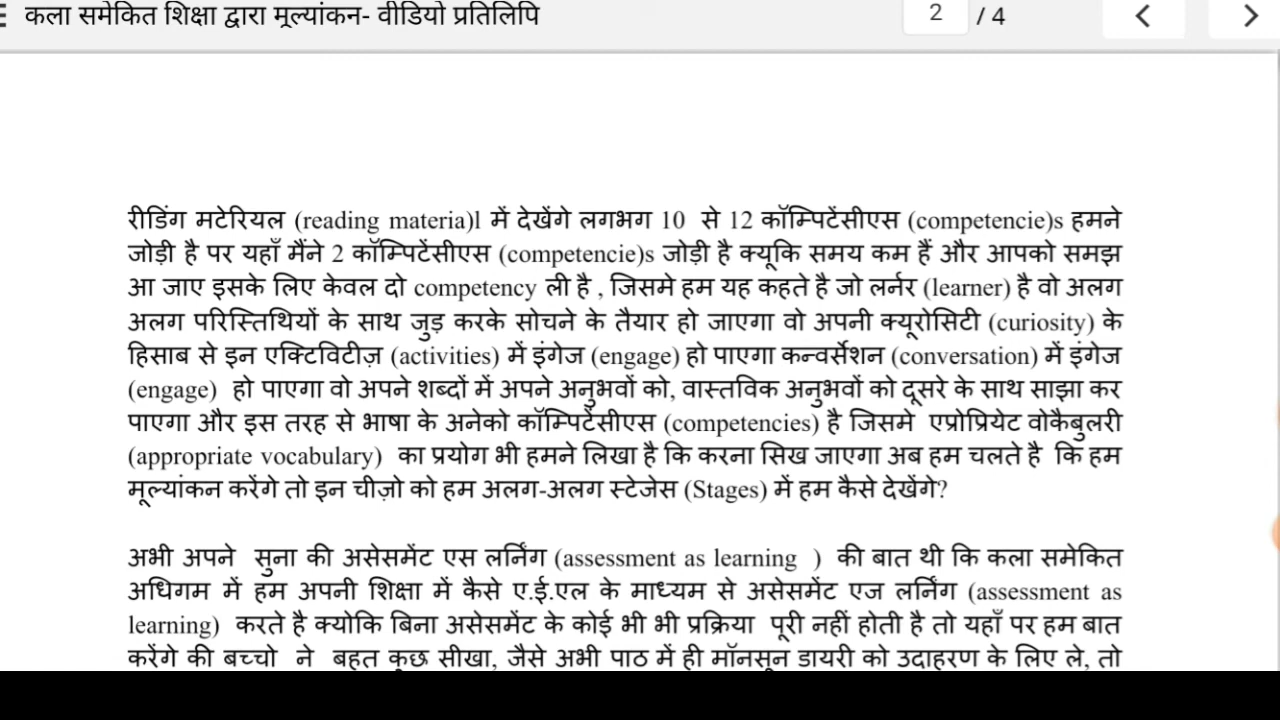 कला समेकित शिक्षा द्वारा मूल्यांकन- वीडियो प्रतिलिपि
2 / 4
रीडिंग मटेरियल (reading materia)l में देखेंगे लगभग 10 से 12 कॉम्पिटेंसीएस (competencie)s हमने
जोड़ी है पर यहाँ मैंने 2 कॉम्पिटेंसीएस (competencie)s जोड़ी है क्यूकि समय कम हैं और आपको समझ
आ जाए इसके लिए केवल दो competency ली है , जिसमे हम यह कहते है जो लर्नर (learner) है वो अलग
अलग परिस्तिथियों के साथ जुड़ करके सोचने के तैयार हो जाएगा वो अपनी क्यूरोसिटी (curiosity) के
हिसाब से इन एक्टिविटीज़ (activities) में इंगेज (engage) हो पाएगा कन्वर्सेशन (conversation) में इंगेज
(engage) हो पाएगा वो अपने शब्दों में अपने अनुभवों को, वास्तविक अनुभवों को दूसरे के साथ साझा कर
पाएगा और इस तरह से भाषा के अनेको कॉम्पिटेंसीएस (competencies) है जिसमे एप्रोप्रियेट वोकैबुलरी
(appropriate vocabulary) का प्रयोग भी हमने लिखा है कि करना सिख जाएगा अब हम चलते है कि हम
मूल्यांकन करेंगे तो इन चीज़ो को हम अलग-अलग स्टेजेस (Stages) में हम कैसे देखेंगे?
अभी अपने सुना की असेसमेंट एस लर्निंग (assessment as learning ) की बात थी कि कला समेकित
अधिगम में हम अपनी शिक्षा में कैसे ए.ई.एल के माध्यम से असेसमेंट एज लर्निंग (assessment as
learning) करते है क्योकि बिना असेसमेंट के कोई भी भी प्रक्रिया पूरी नहीं होती है तो यहाँ पर हम बात
करेंगे की बच्चो ने बहुत कुछ सीखा, जैसे अभी पाठ में ही मॉनसून डायरी को उदाहरण के लिए ले, तो